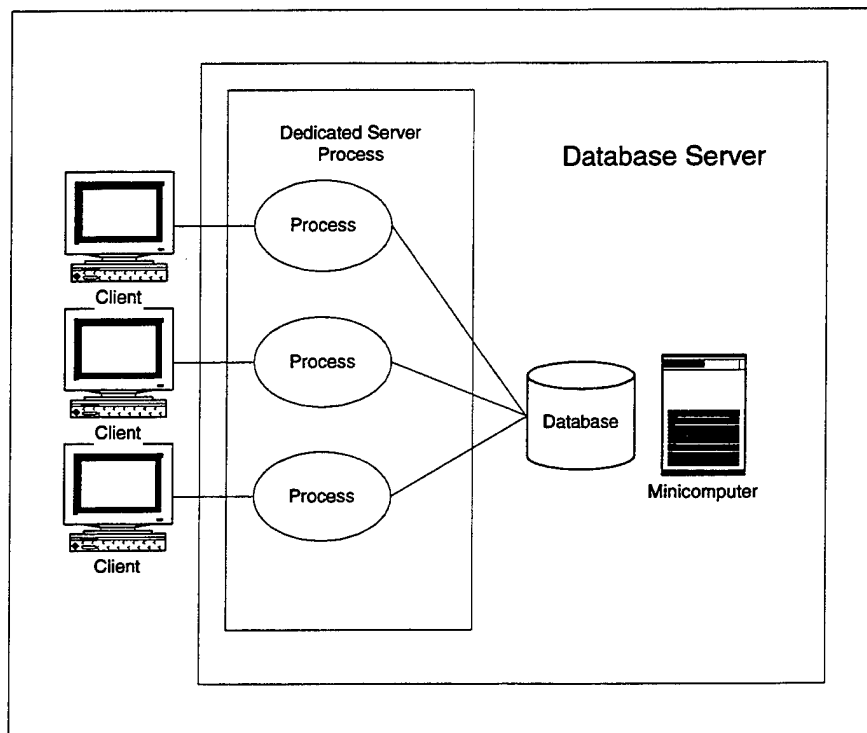 Dedicated Server
Process
Database Server
Process
Client
Process
Client
Process
Client
Database
Minicomputer